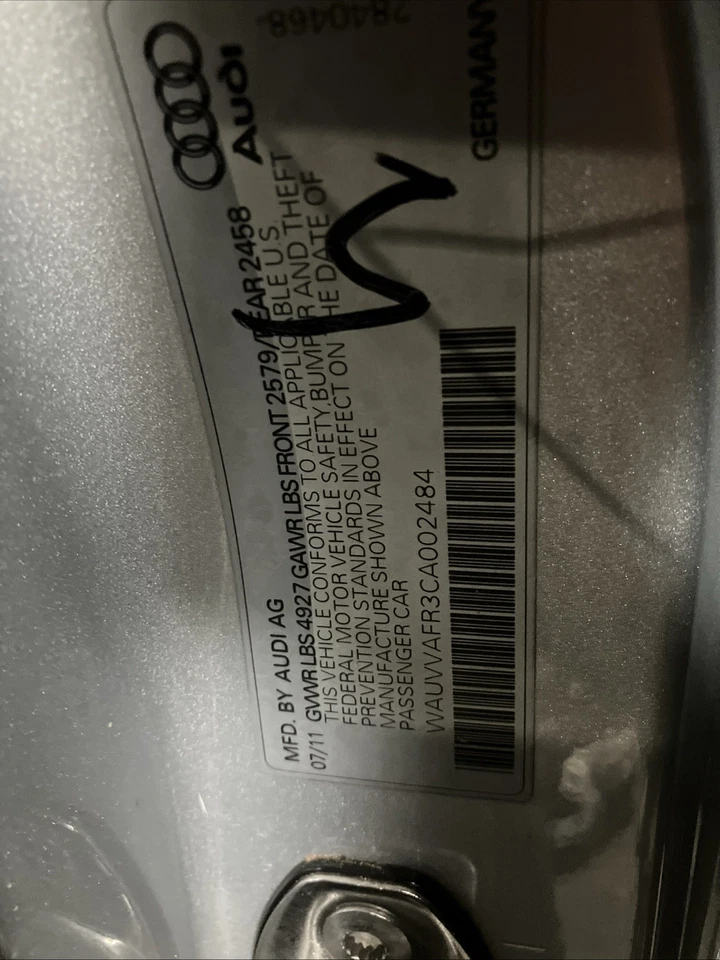 Audi
MFD. BY AUDI AG
07/11 GVWR LBS 4927 GAWR LBS FRONT 2579/REAR 2458
THIS VEHICLE CONFORMS TO ALL APPLICABLE U.S.
FEDERAL MOTOR VEHICLE SAFETY, BUMPER AND THEFT
PREVENTION STANDARDS IN EFFECT ON THE DATE OF
MANUFACTURE SHOWN ABOVE
PASSENGER CAR
WAUVVAFR3CA002484
GERMANY
2840468